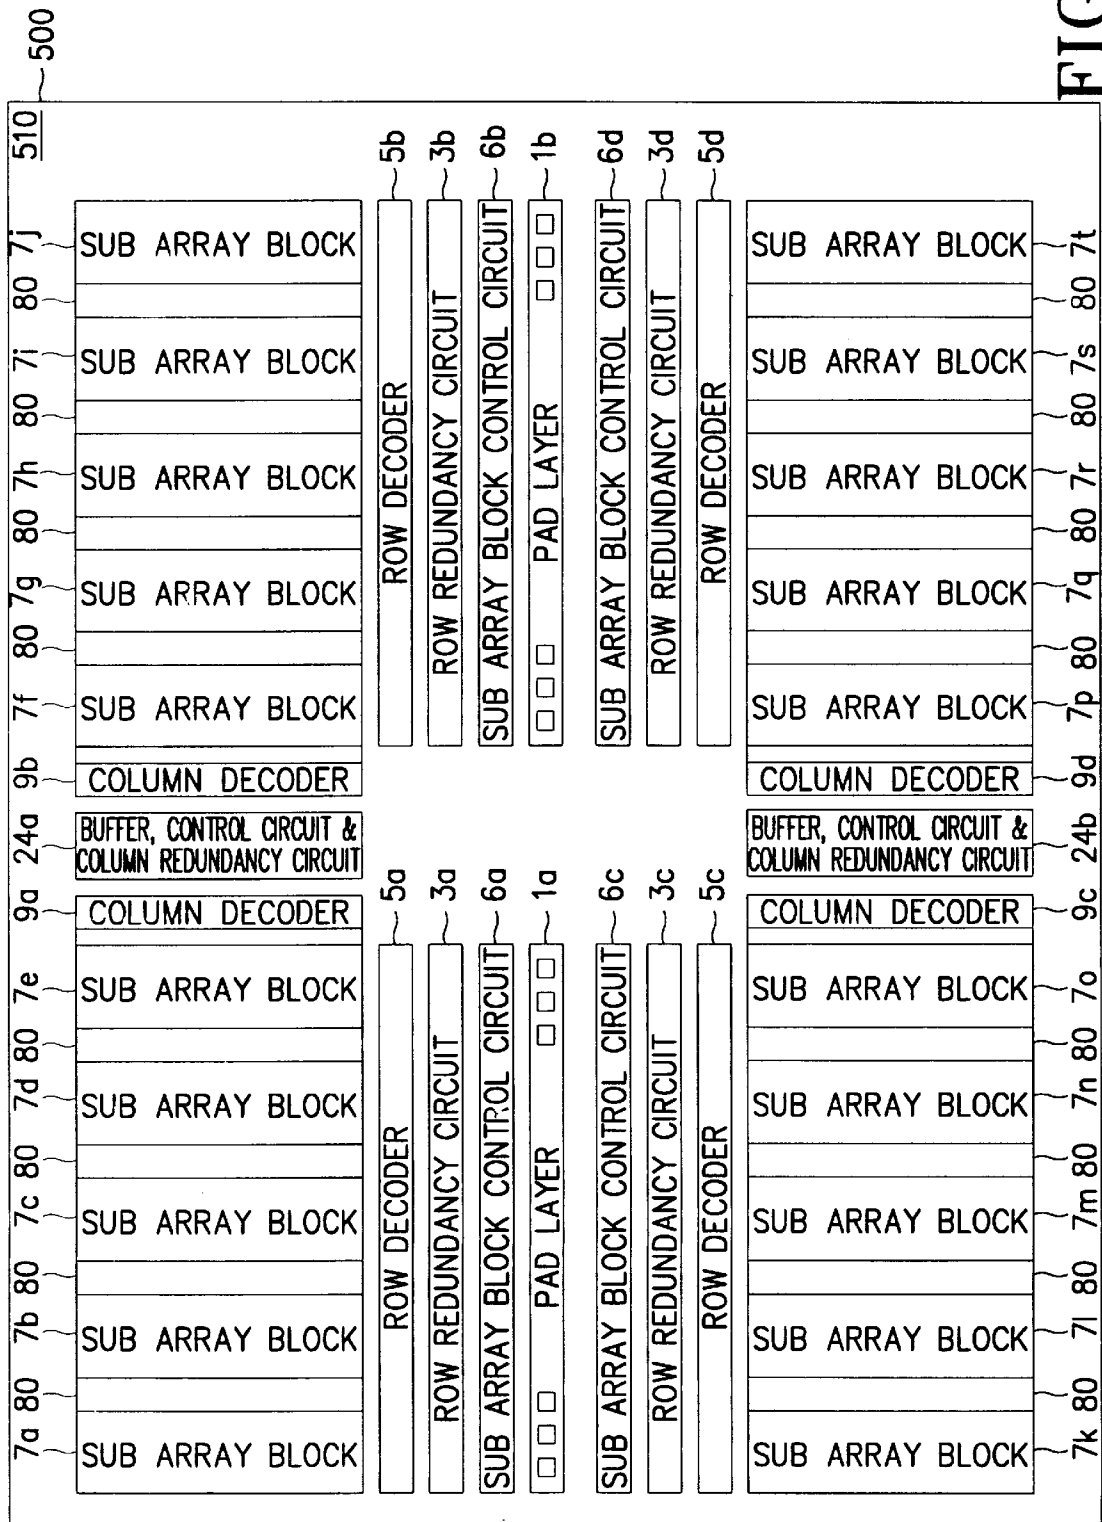 500
510
7a 80 7b 80 7c 80 7d 80 7e 9a 24a 9b 7f 80 7g 80 7h 80 7i 80 7j
SUB ARRAY BLOCK
SUB ARRAY BLOCK
SUB ARRAY BLOCK
SUB ARRAY BLOCK
SUB ARRAY BLOCK
COLUMN DECODER
BUFFER, CONTROL CIRCUIT &
COLUMN REDUNDANCY CIRCUIT
COLUMN DECODER
SUB ARRAY BLOCK
SUB ARRAY BLOCK
SUB ARRAY BLOCK
SUB ARRAY BLOCK
SUB ARRAY BLOCK
ROW DECODER 5a
ROW DECODER 5b
ROW REDUNDANCY CIRCUIT 3a
ROW REDUNDANCY CIRCUIT 3b
SUB ARRAY BLOCK CONTROL CIRCUIT 6a
SUB ARRAY BLOCK CONTROL CIRCUIT 6b
PAD LAYER 1a
PAD LAYER 1b
SUB ARRAY BLOCK CONTROL CIRCUIT 6c
SUB ARRAY BLOCK CONTROL CIRCUIT 6d
ROW REDUNDANCY CIRCUIT 3c
ROW REDUNDANCY CIRCUIT 3d
ROW DECODER 5c
ROW DECODER 5d
SUB ARRAY BLOCK
SUB ARRAY BLOCK
SUB ARRAY BLOCK
SUB ARRAY BLOCK
SUB ARRAY BLOCK
COLUMN DECODER
BUFFER, CONTROL CIRCUIT &
COLUMN REDUNDANCY CIRCUIT
COLUMN DECODER
SUB ARRAY BLOCK
SUB ARRAY BLOCK
SUB ARRAY BLOCK
SUB ARRAY BLOCK
SUB ARRAY BLOCK
7k 80 7l 80 7m 80 7n 80 7o 9c 24b 9d 7p 80 7q 80 7r 80 7s 80 7t